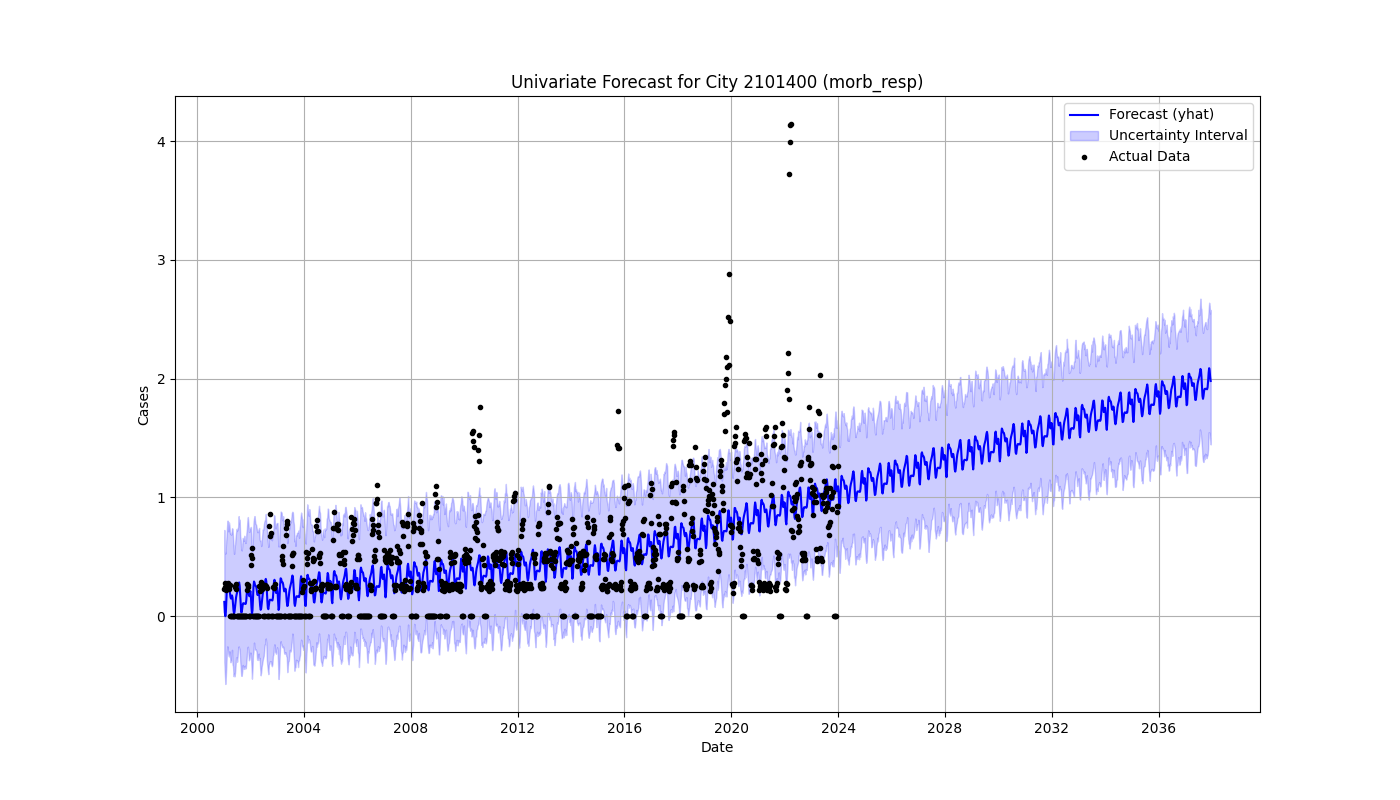 Univariate Forecast for City 2101400 (morb_resp)
Forecast (yhat)
Uncertainty Interval
Actual Data
4
3
2
1
0
Cases
2000 2004 2008 2012 2016 2020 2024 2028 2032 2036
Date